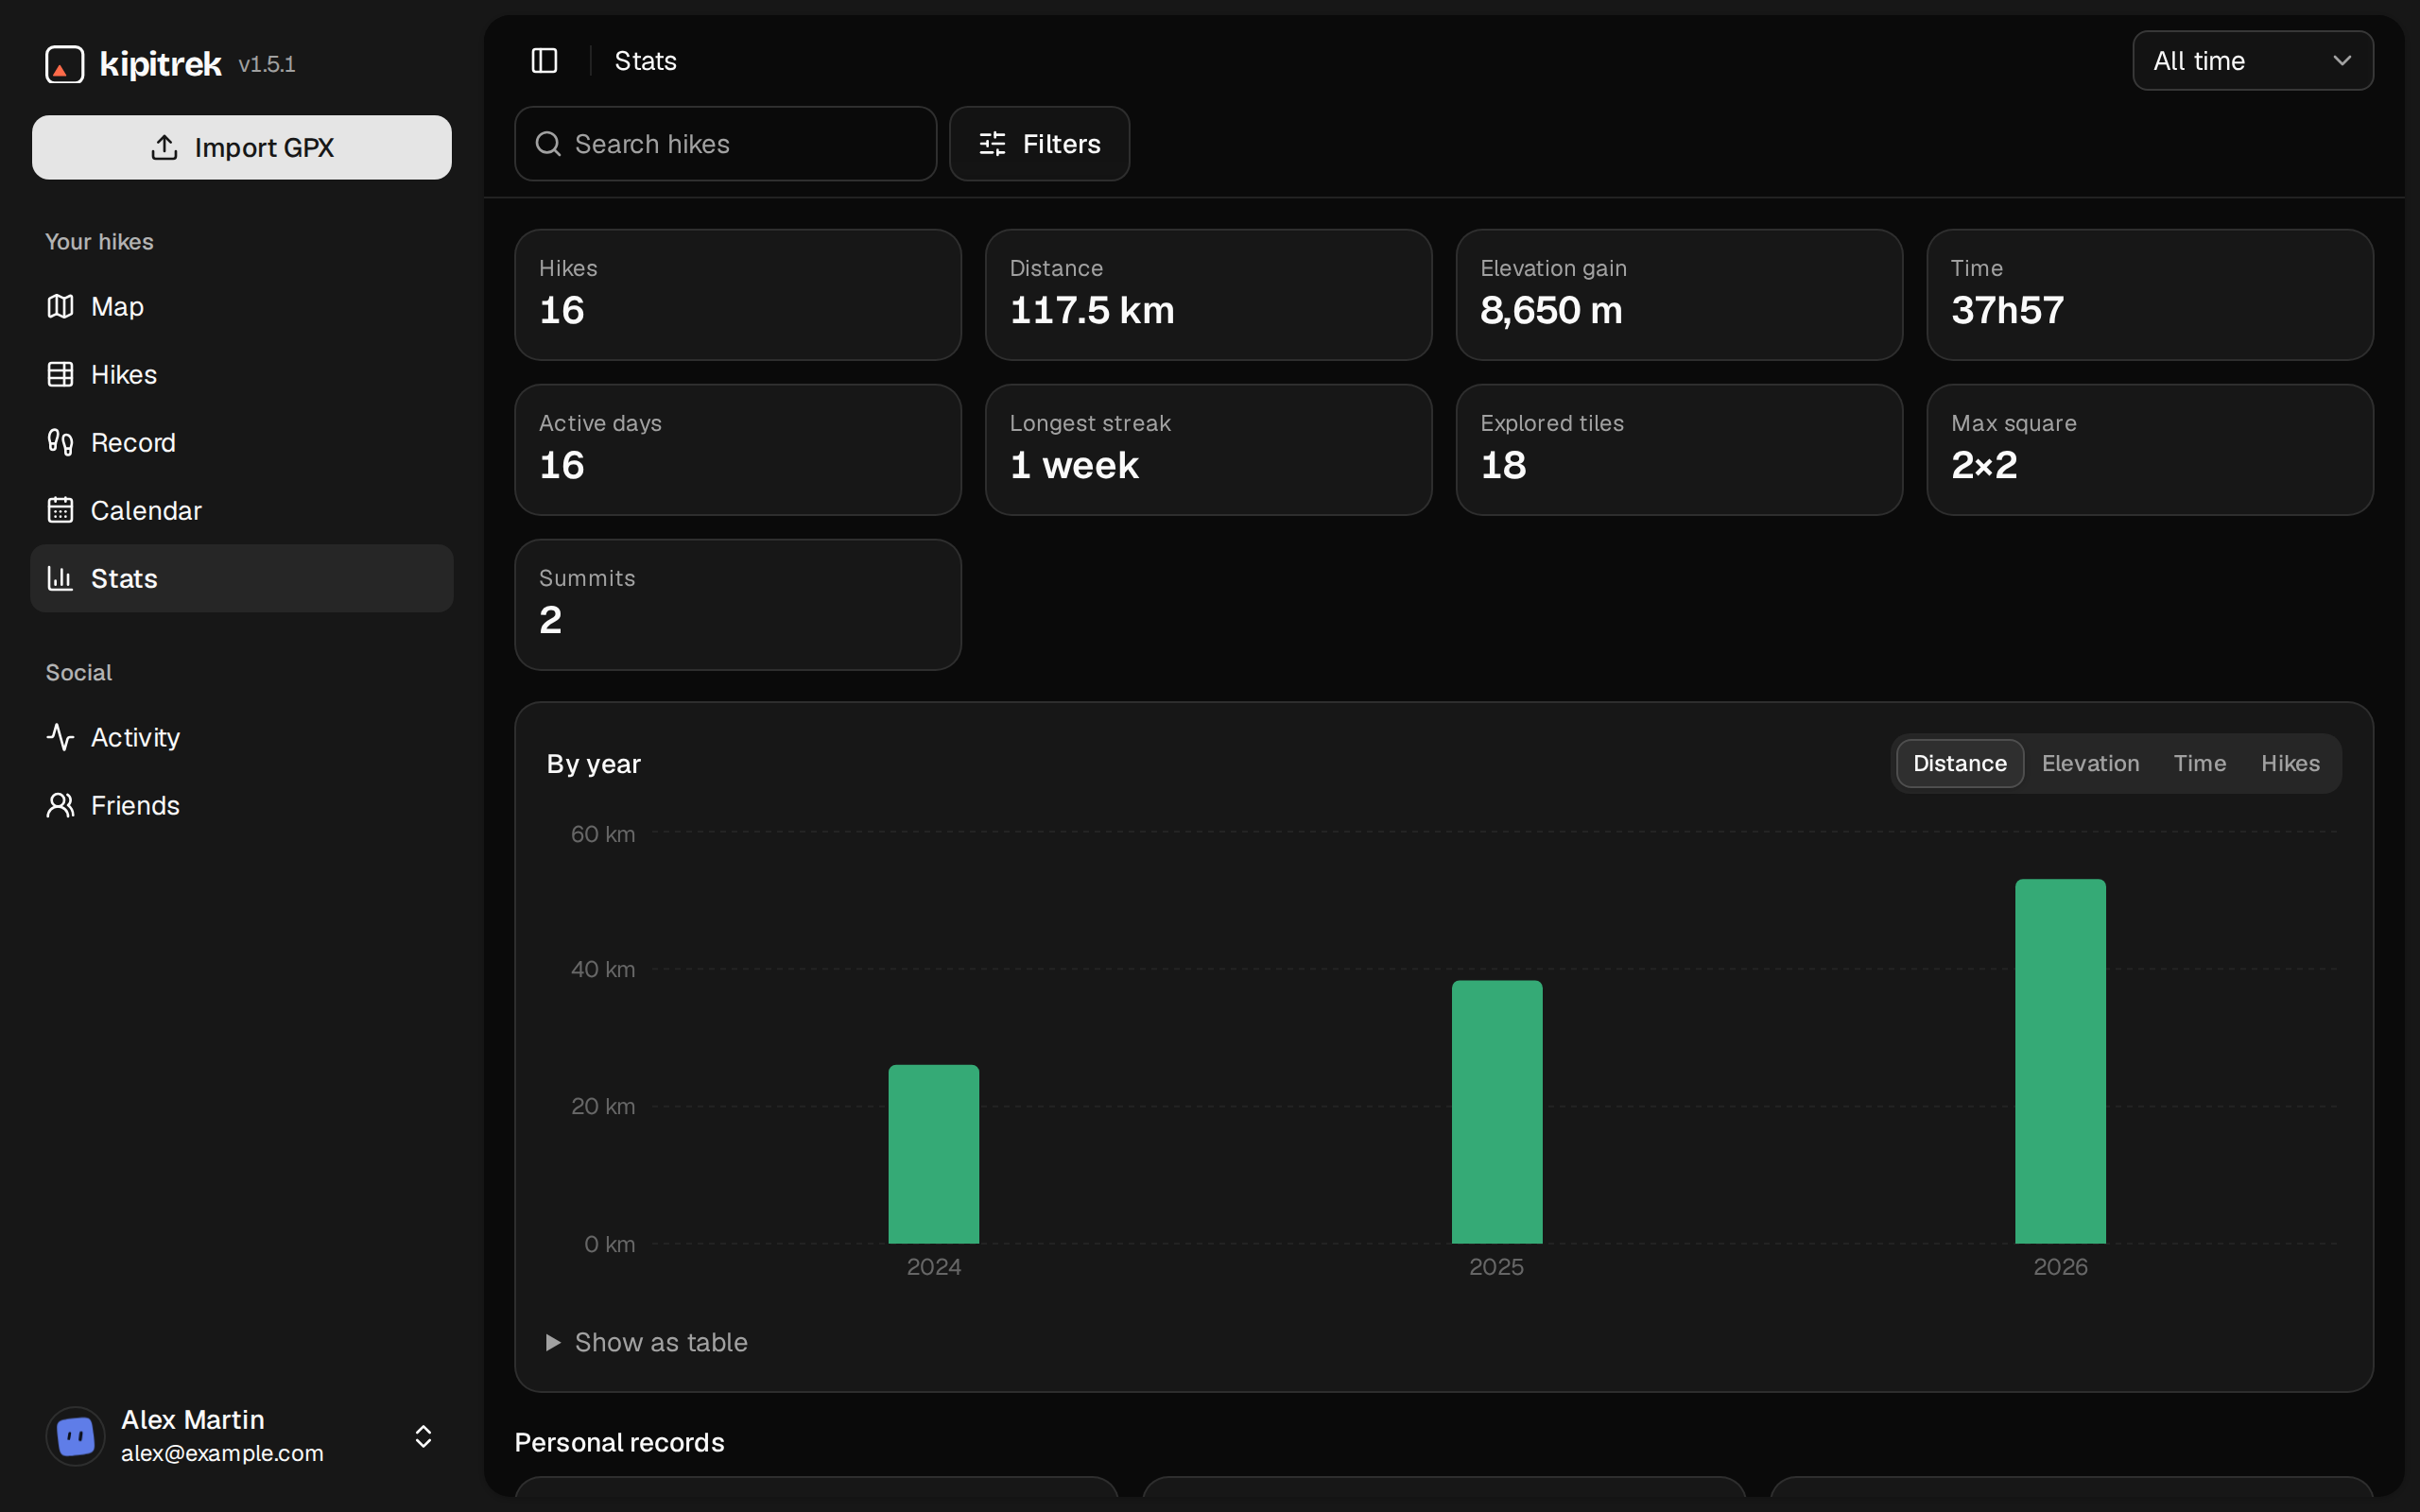 kipitrek v1.5.1
Import GPX
Your hikes
Map
Hikes
Record
Calendar
Stats
Social
Activity
Friends
Alex Martin
alex@example.com
Stats
All time
Search hikes
Filters
Hikes
16
Distance
117.5 km
Elevation gain
8,650 m
Time
37h57
Active days
16
Longest streak
1 week
Explored tiles
18
Max square
2×2
Summits
2
By year
Distance Elevation Time Hikes
60 km
40 km
20 km
0 km
2024 2025 2026
Show as table
Personal records